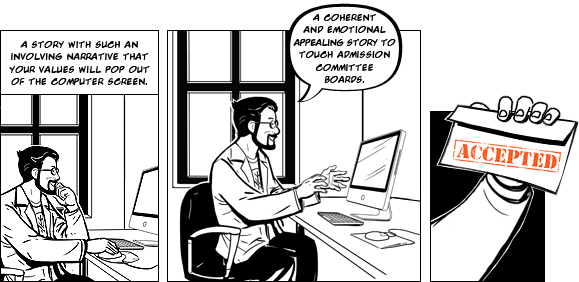 A STORY WITH SUCH AN
INVOLVING NARRATIVE THAT
YOUR VALUES WILL POP OUT
OF THE COMPUTER SCREEN.
A COHERENT
AND EMOTIONAL
APPEALING STORY TO
TOUCH ADMISSION
COMMITTEE
BOARDS.
ACCEPTED